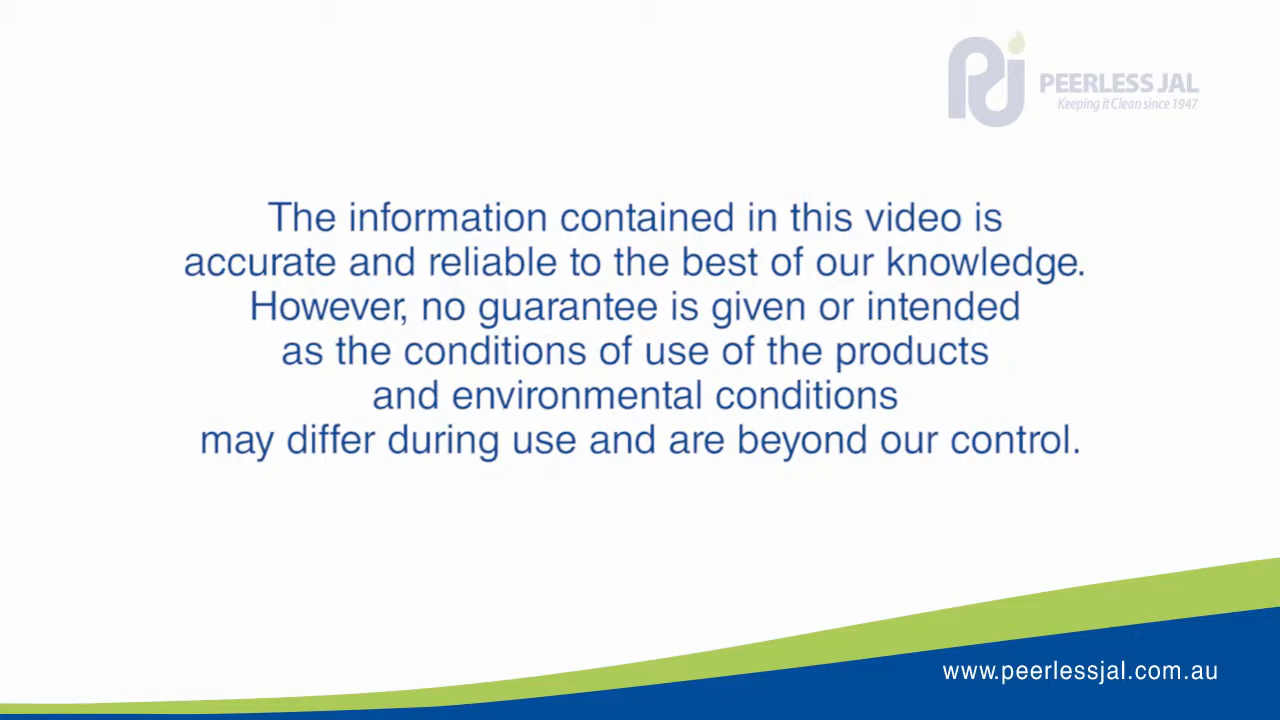 PJ PEERLESS JAL
Keeping it Clean since 1947
The information contained in this video is
accurate and reliable to the best of our knowledge.
However, no guarantee is given or intended
as the conditions of use of the products
and environmental conditions
may differ during use and are beyond our control.
www.peerlessjal.com.au